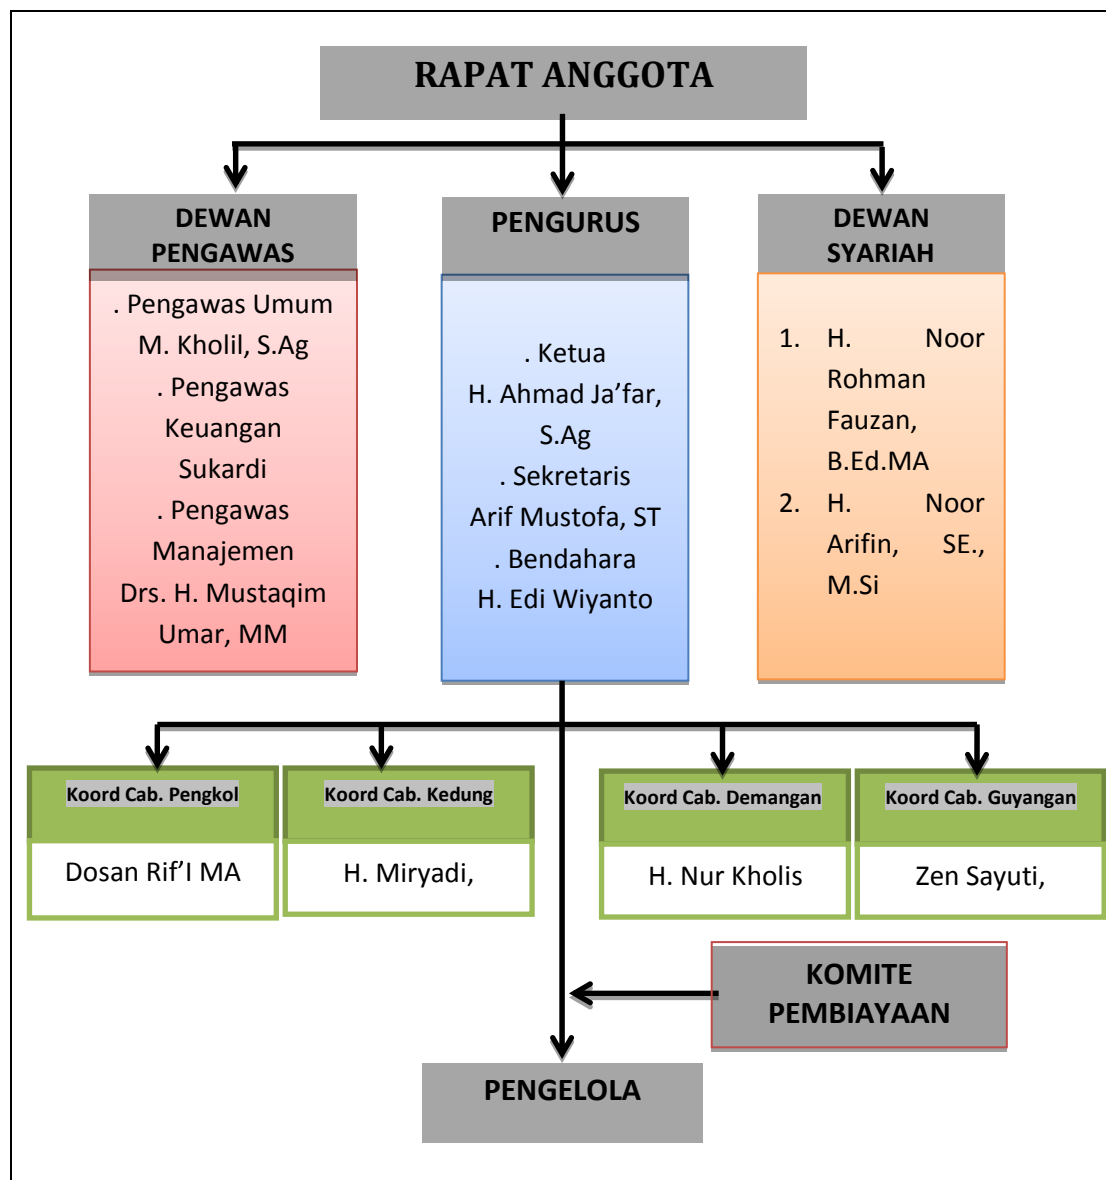 RAPAT ANGGOTA
DEWAN
PENGAWAS
. Pengawas Umum
M. Kholil, S.Ag
. Pengawas
Keuangan
Sukardi
. Pengawas
Manajemen
Drs. H. Mustaqim
Umar, MM
PENGURUS
. Ketua
H. Ahmad Ja’far,
S.Ag
. Sekretaris
Arif Mustofa, ST
. Bendahara
H. Edi Wiyanto
DEWAN
SYARIAH
1. H. Noor
Rohman
Fauzan,
B.Ed.MA
2. H. Noor
Arifin, SE.,
M.Si
Koord Cab. Pengkol
Dosan Rif’I MA
Koord Cab. Kedung
H. Miryadi,
Koord Cab. Demangan
H. Nur Kholis
Koord Cab. Guyangan
Zen Sayuti,
KOMITE
PEMBIAYAAN
PENGELOLA